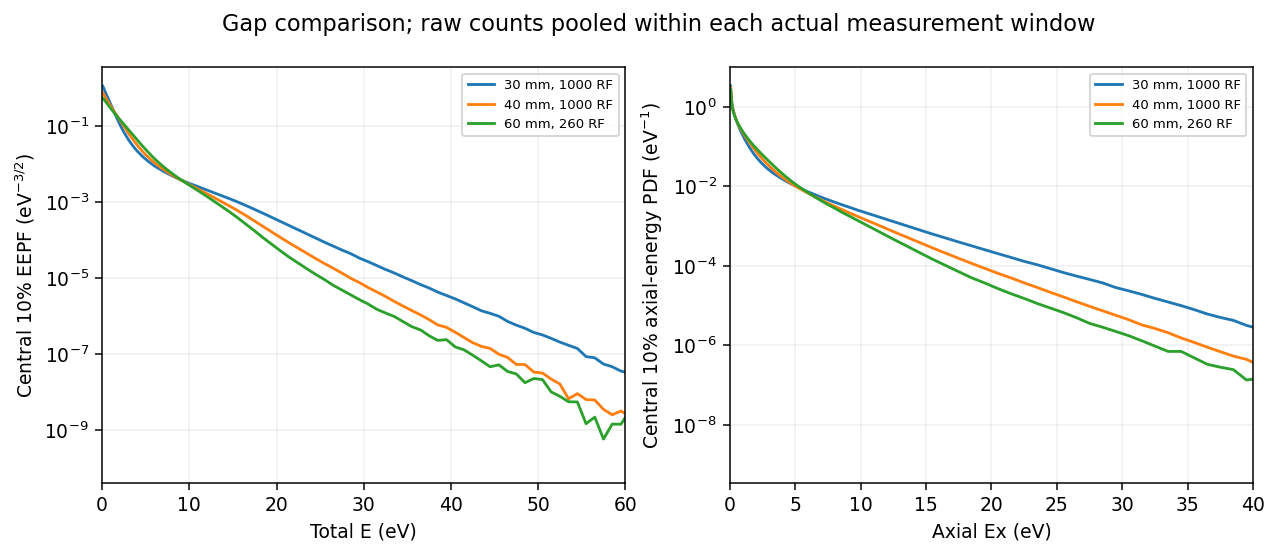 Gap comparison; raw counts pooled within each actual measurement window
Central 10% EEPF (eV⁻³ᐟ²)
10⁻¹
10⁻³
10⁻⁵
10⁻⁷
10⁻⁹
30 mm, 1000 RF
40 mm, 1000 RF
60 mm, 260 RF
0 10 20 30 40 50 60
Total E (eV)
Central 10% axial-energy PDF (eV⁻¹)
10⁰
10⁻²
10⁻⁴
10⁻⁶
10⁻⁸
30 mm, 1000 RF
40 mm, 1000 RF
60 mm, 260 RF
0 5 10 15 20 25 30 35 40
Axial Ex (eV)